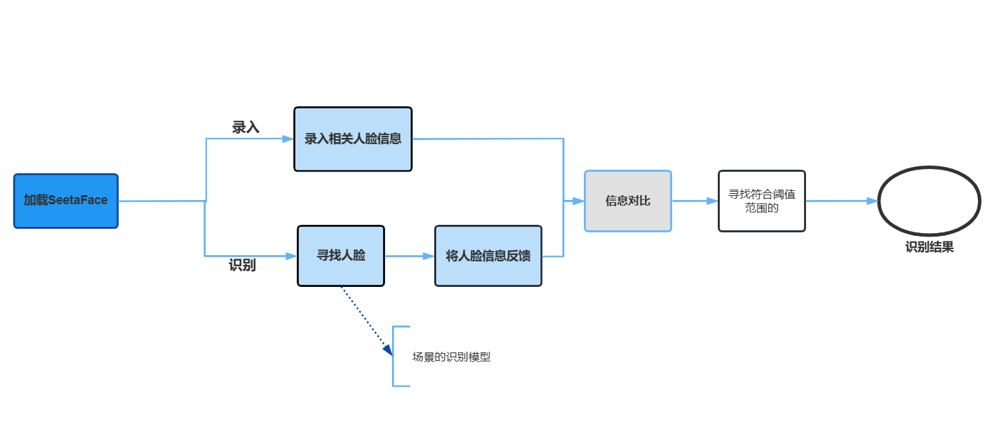 录入
录入相关人脸信息
加载SeetaFace
信息对比
寻找符合阈值
范围的
识别结果
识别
寻找人脸
将人脸信息反馈
场景的识别模型